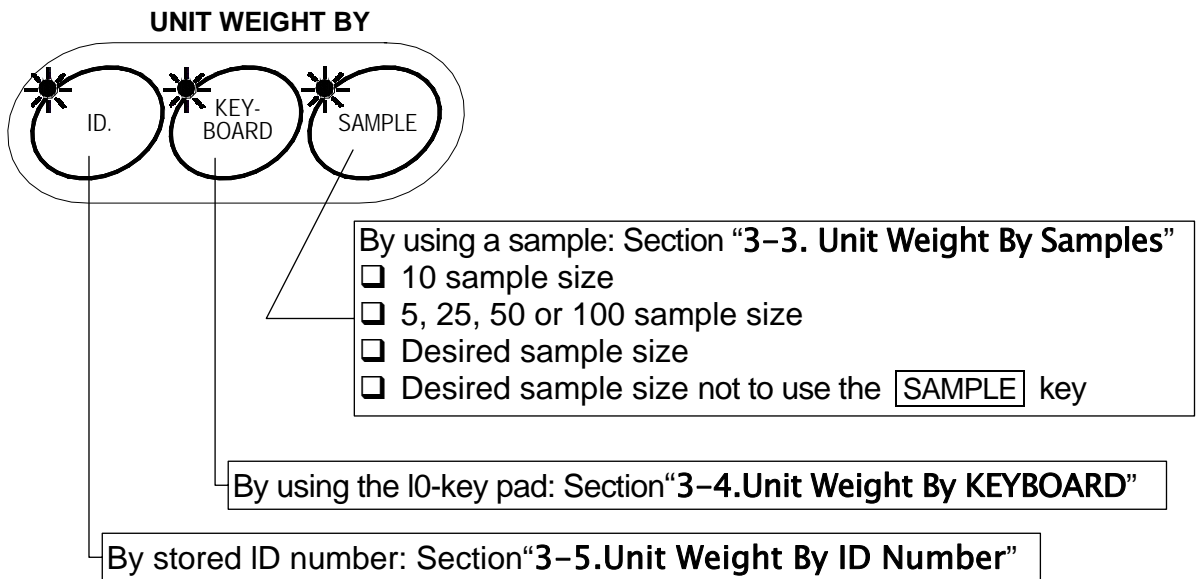 UNIT WEIGHT BY
ID.
KEY-
BOARD
SAMPLE
By using a sample: Section “3-3. Unit Weight By Samples”
❑ 10 sample size
❑ 5, 25, 50 or 100 sample size
❑ Desired sample size
❑ Desired sample size not to use the SAMPLE key
By using the l0-key pad: Section“3-4.Unit Weight By KEYBOARD”
By stored ID number: Section“3-5.Unit Weight By ID Number”